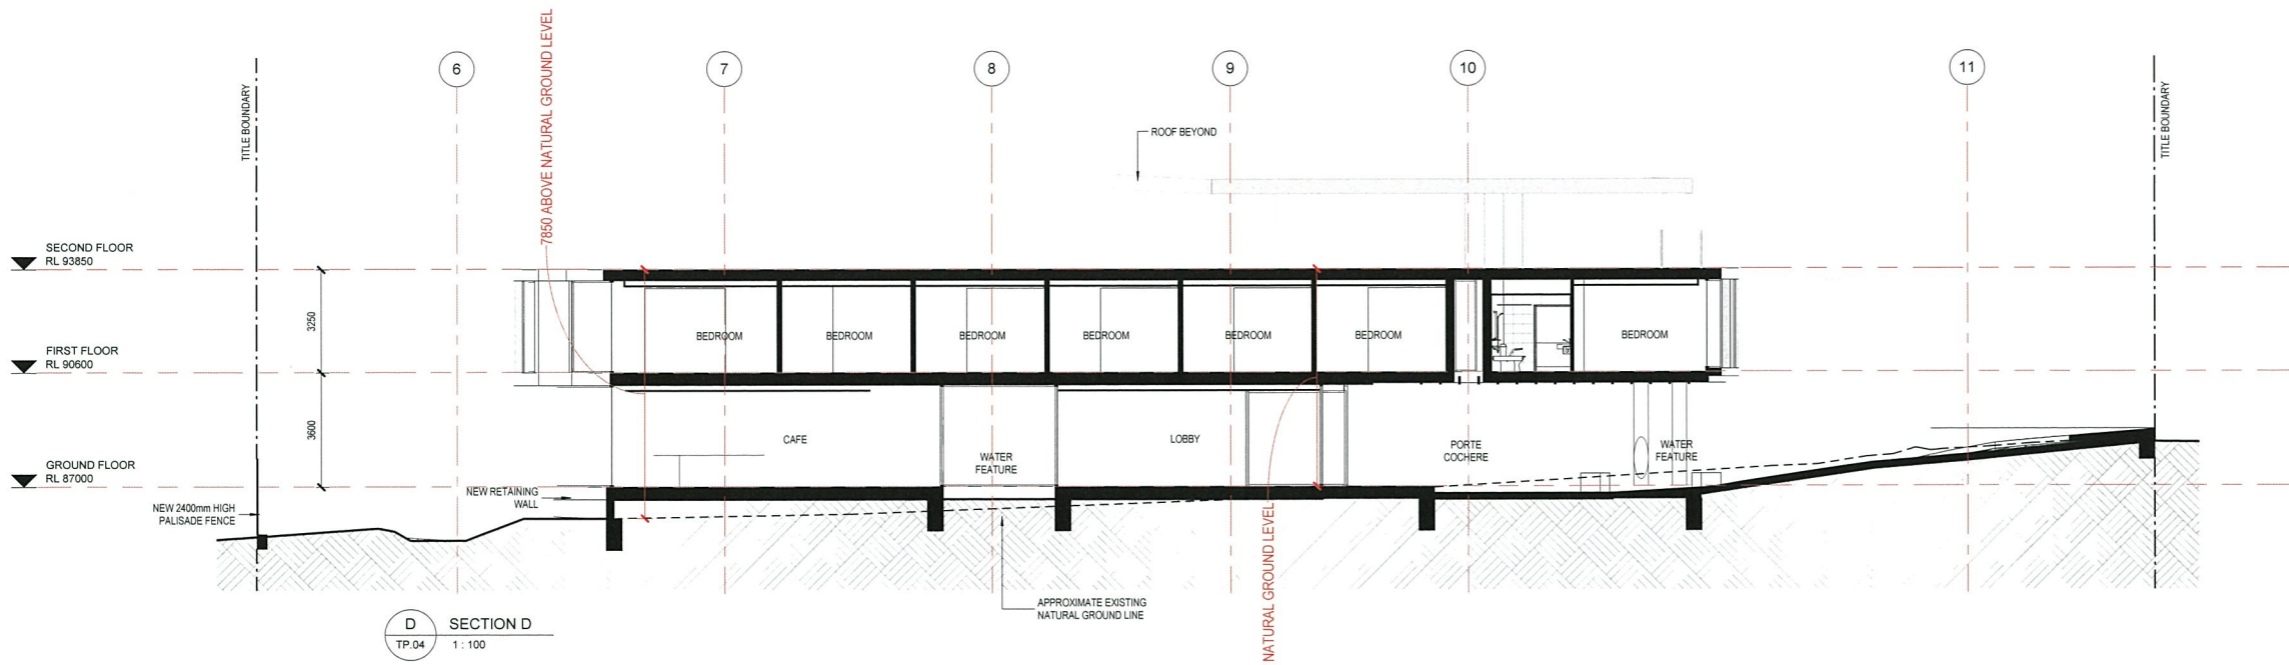 6
7
8
9
10
11
TITLE BOUNDARY
7850 ABOVE NATURAL GROUND LEVEL
TITLE BOUNDARY
ROOF BEYOND
SECOND FLOOR
RL 93850
3250
BEDROOM
BEDROOM
BEDROOM
BEDROOM
BEDROOM
BEDROOM
BEDROOM
FIRST FLOOR
RL 90600
3600
CAFE
LOBBY
WATER
FEATURE
PORTE
COCHERE
WATER
FEATURE
GROUND FLOOR
RL 87000
NEW RETAINING
WALL
NEW 2400mm HIGH
PALISADE FENCE
NATURAL GROUND LEVEL
APPROXIMATE EXISTING
NATURAL GROUND LINE
D
TP.04
SECTION D
1 : 100